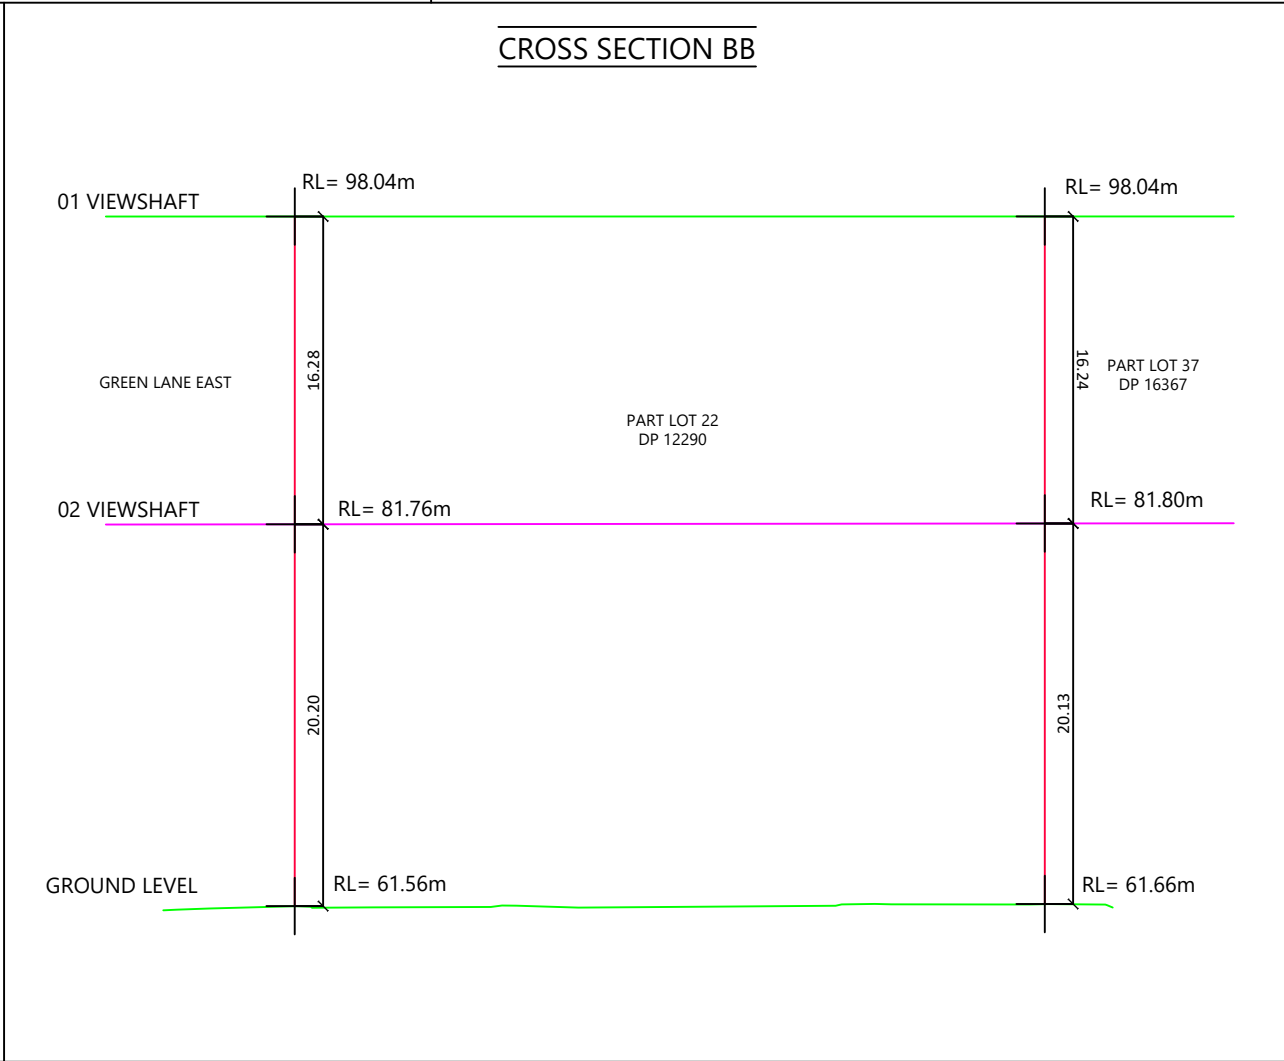 CROSS SECTION BB
01 VIEWSHAFT
RL= 98.04m
RL= 98.04m
16.28
16.24
GREEN LANE EAST
PART LOT 37
DP 16367
PART LOT 22
DP 12290
02 VIEWSHAFT
RL= 81.76m
RL= 81.80m
20.20
20.13
GROUND LEVEL
RL= 61.56m
RL= 61.66m